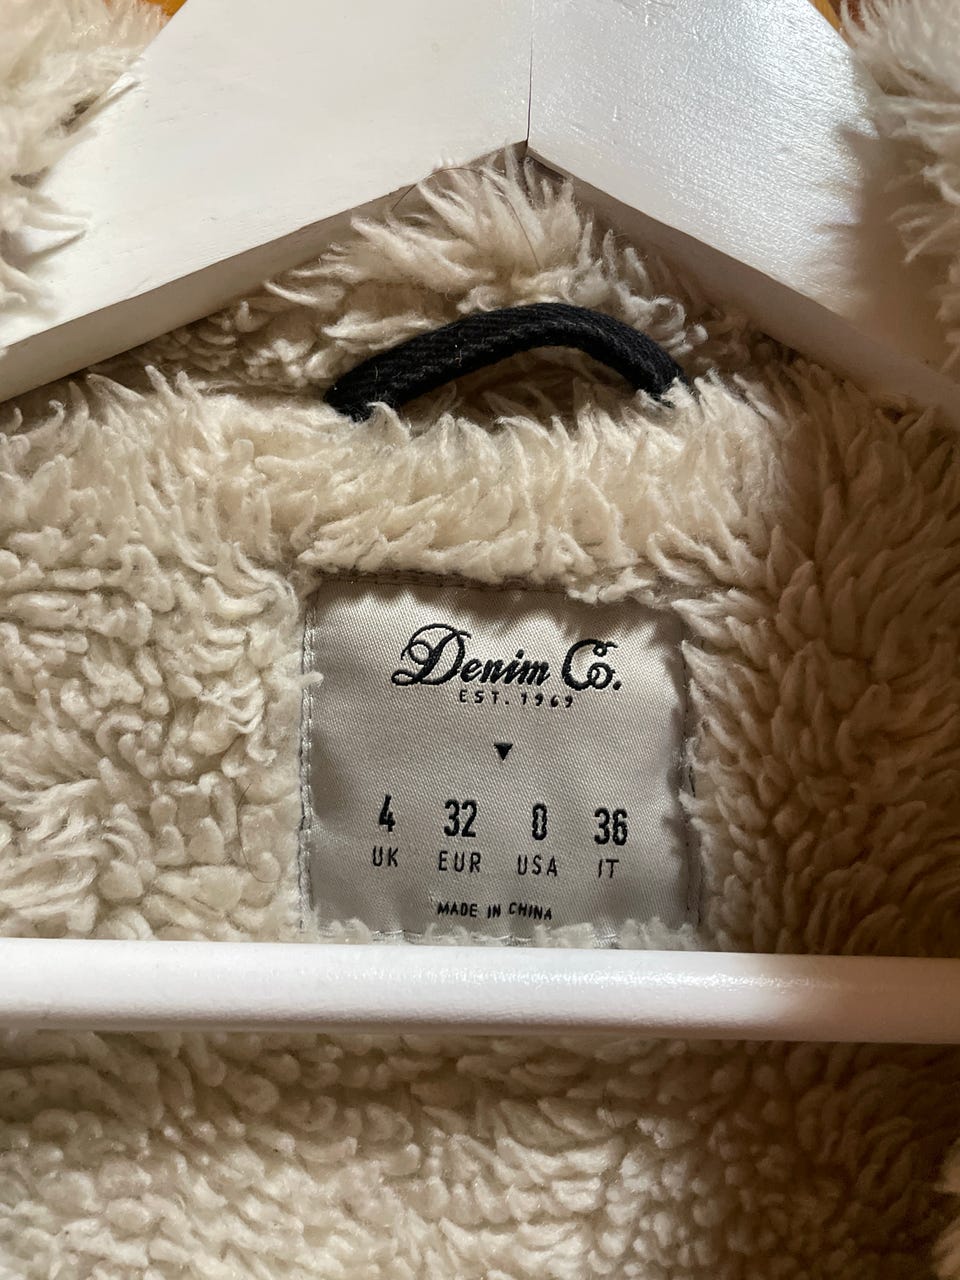 Denim Co.
EST. 1969
4 32 0 36
UK EUR USA IT
MADE IN CHINA